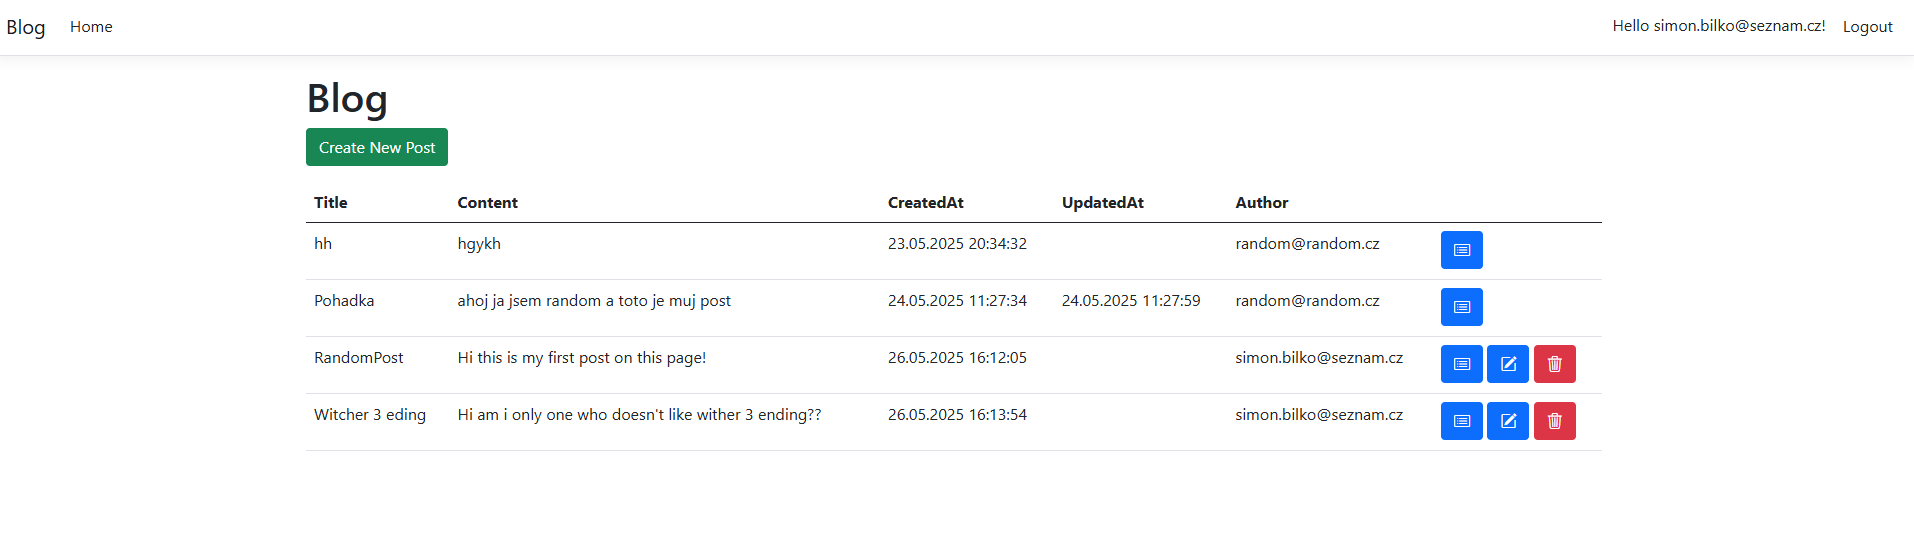 Blog Home Hello simon.bilko@seznam.cz! Logout
Blog
Create New Post
Title Content CreatedAt UpdatedAt Author
hh hgykh 23.05.2025 20:34:32 random@random.cz
Pohadka ahoj ja jsem random a toto je muj post 24.05.2025 11:27:34 24.05.2025 11:27:59 random@random.cz
RandomPost Hi this is my first post on this page! 26.05.2025 16:12:05 simon.bilko@seznam.cz
Witcher 3 eding Hi am i only one who doesn't like wither 3 ending?? 26.05.2025 16:13:54 simon.bilko@seznam.cz